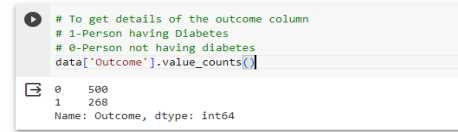 # To get details of the outcome column
# 1-Person having Diabetes
# 0-Person not having diabetes
data['Outcome'].value_counts()
0    500
1    268
Name: Outcome, dtype: int64